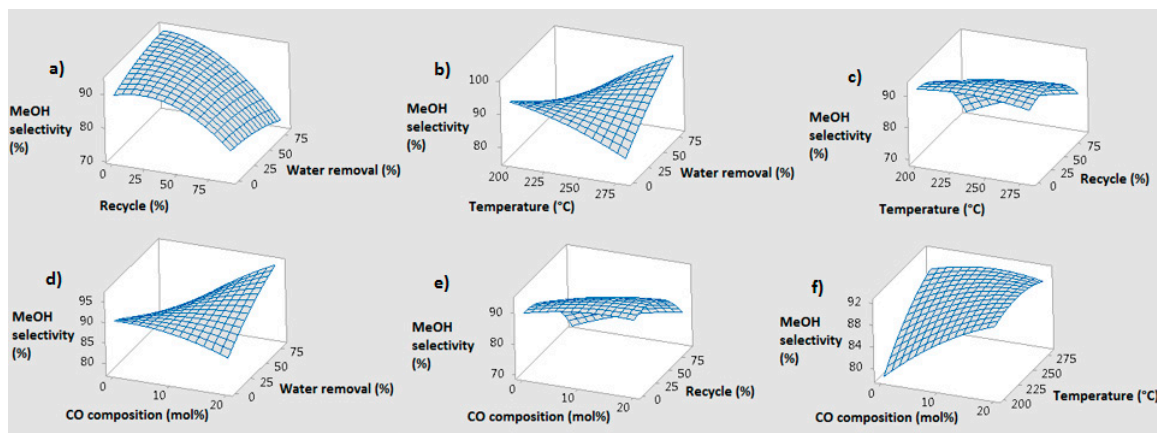 a)
MeOH
selectivity
(%)
90
80
70
0
25
50
75
Recycle (%)
0
25
50
75
Water removal (%)
b)
MeOH
selectivity
(%)
100
90
80
200
225
250
275
Temperature (°C)
0
25
50
75
Water removal (%)
c)
MeOH
selectivity
(%)
90
80
70
200
225
250
275
Temperature (°C)
0
25
50
75
Recycle (%)
d)
MeOH
selectivity
(%)
95
90
85
80
0
10
20
CO composition (mol%)
0
25
50
75
Water removal (%)
e)
MeOH
selectivity
(%)
90
80
70
0
10
20
CO composition (mol%)
0
25
50
75
Recycle (%)
f)
MeOH
selectivity
(%)
92
88
84
80
0
10
20
CO composition (mol%)
200
225
250
275
Temperature (°C)